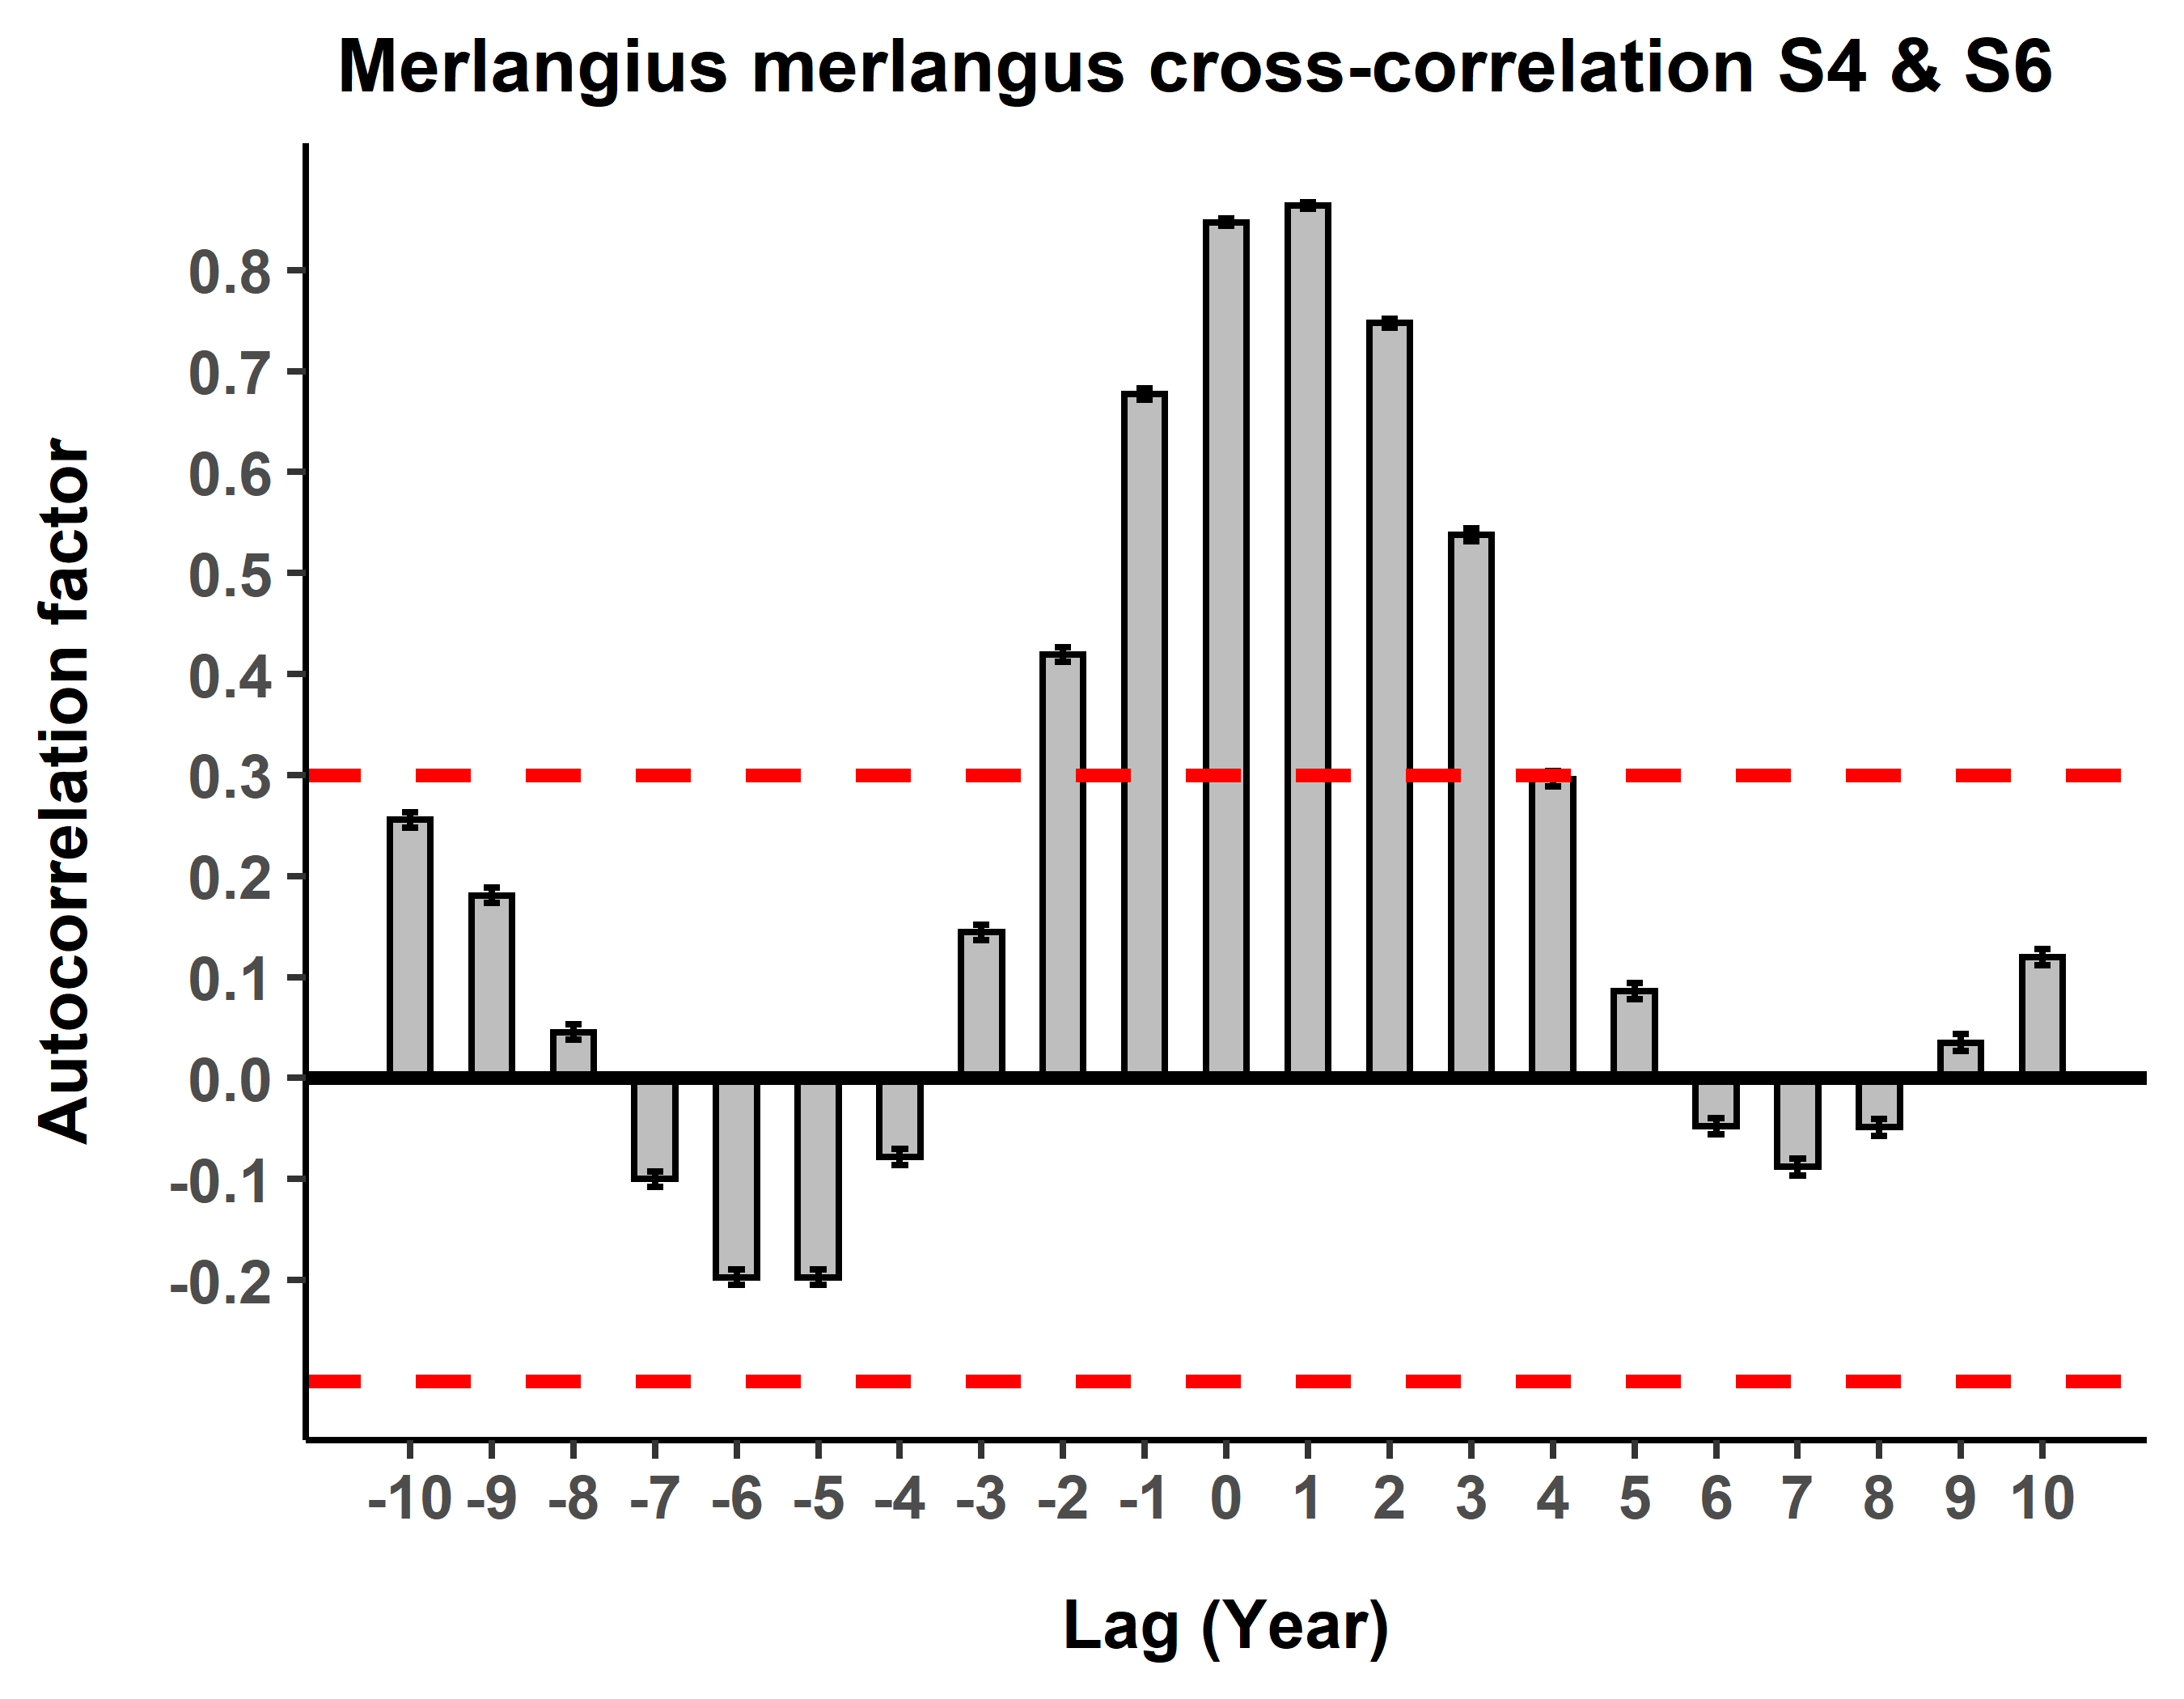 Merlangius merlangus cross-correlation S4 & S6
Autocorrelation factor
0.8
0.7
0.6
0.5
0.4
0.3
0.2
0.1
0.0
-0.1
-0.2
-10 -9 -8 -7 -6 -5 -4 -3 -2 -1 0 1 2 3 4 5 6 7 8 9 10
Lag (Year)